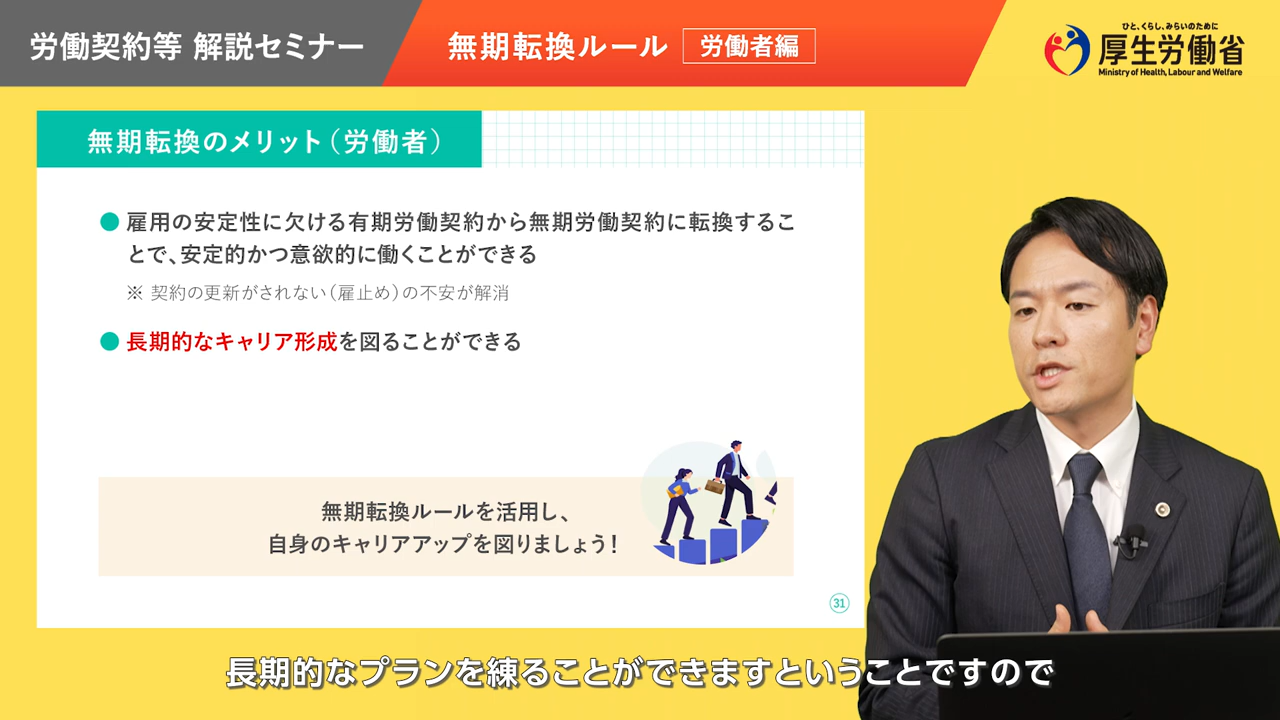 労働契約等 解説セミナー
無期転換ルール 労働者編
ひと、くらし、みらいのために
厚生労働省
Ministry of Health, Labour and Welfare
無期転換のメリット（労働者）
● 雇用の安定性に欠ける有期労働契約から無期労働契約に転換するこ
とで、安定的かつ意欲的に働くことができる
※ 契約の更新がされない（雇止め）の不安が解消
● 長期的なキャリア形成を図ることができる
無期転換ルールを活用し、
自身のキャリアアップを図りましょう！
31
長期的なプランを練ることができますということですので